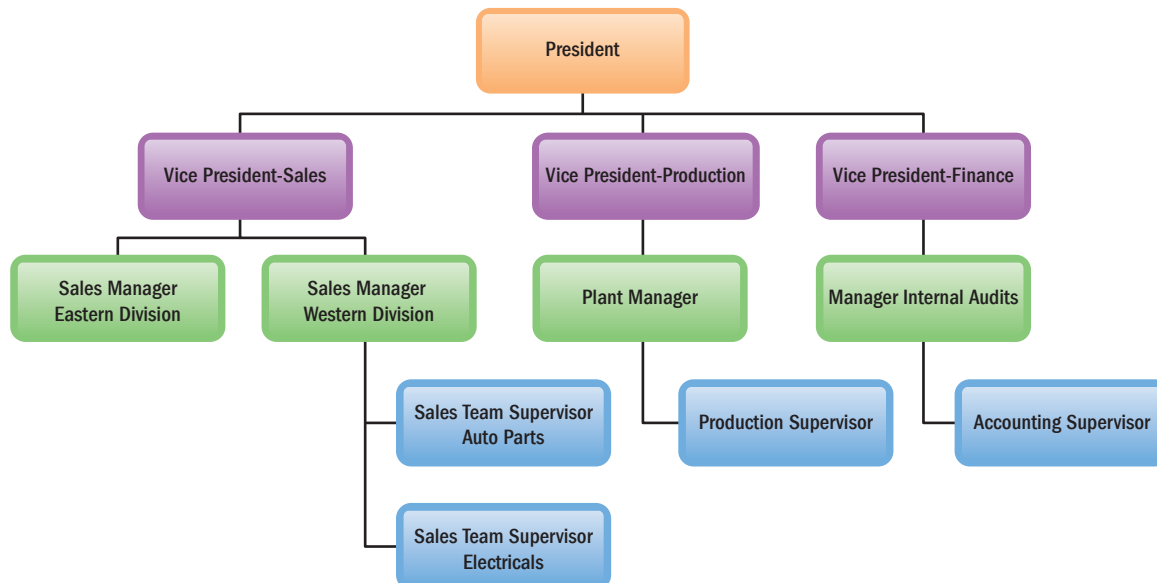 President
Vice President-Sales
Vice President-Production
Vice President-Finance
Sales Manager
Eastern Division
Sales Manager
Western Division
Plant Manager
Manager Internal Audits
Sales Team Supervisor
Auto Parts
Production Supervisor
Accounting Supervisor
Sales Team Supervisor
Electricals